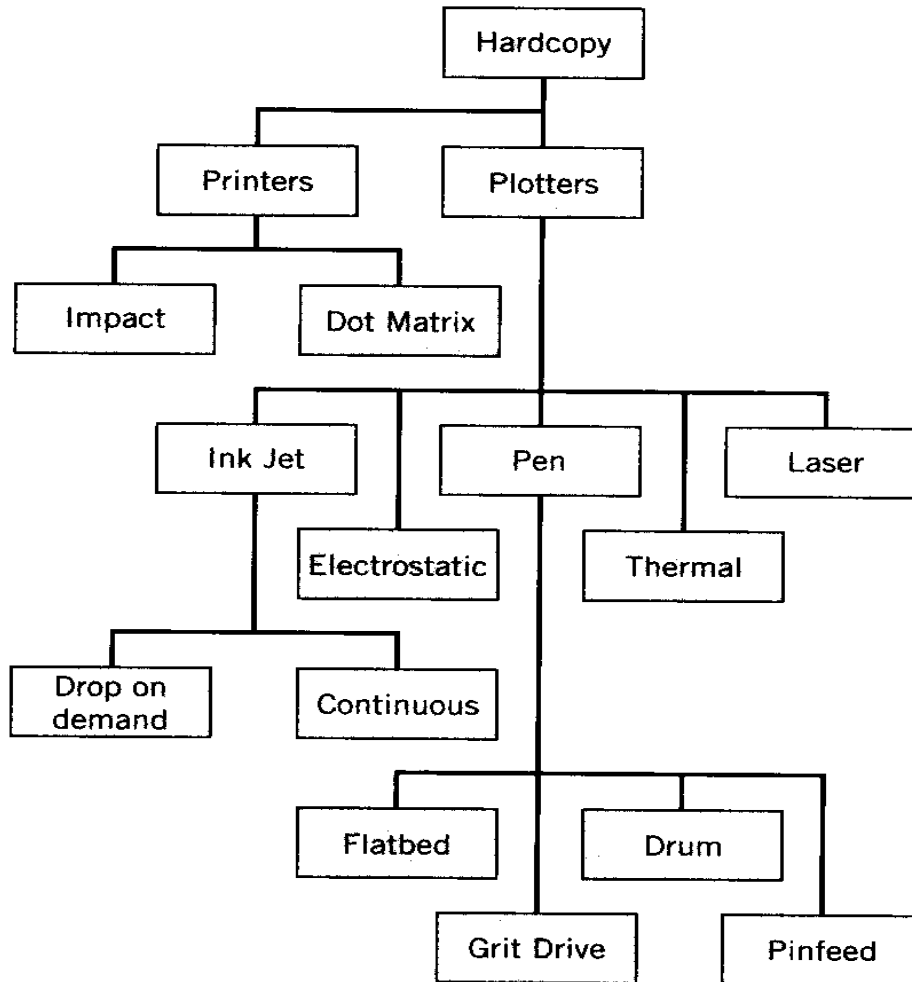 Hardcopy
Printers
Plotters
Impact
Dot Matrix
Ink Jet
Pen
Laser
Electrostatic
Thermal
Drop on
demand
Continuous
Flatbed
Drum
Grit Drive
Pinfeed